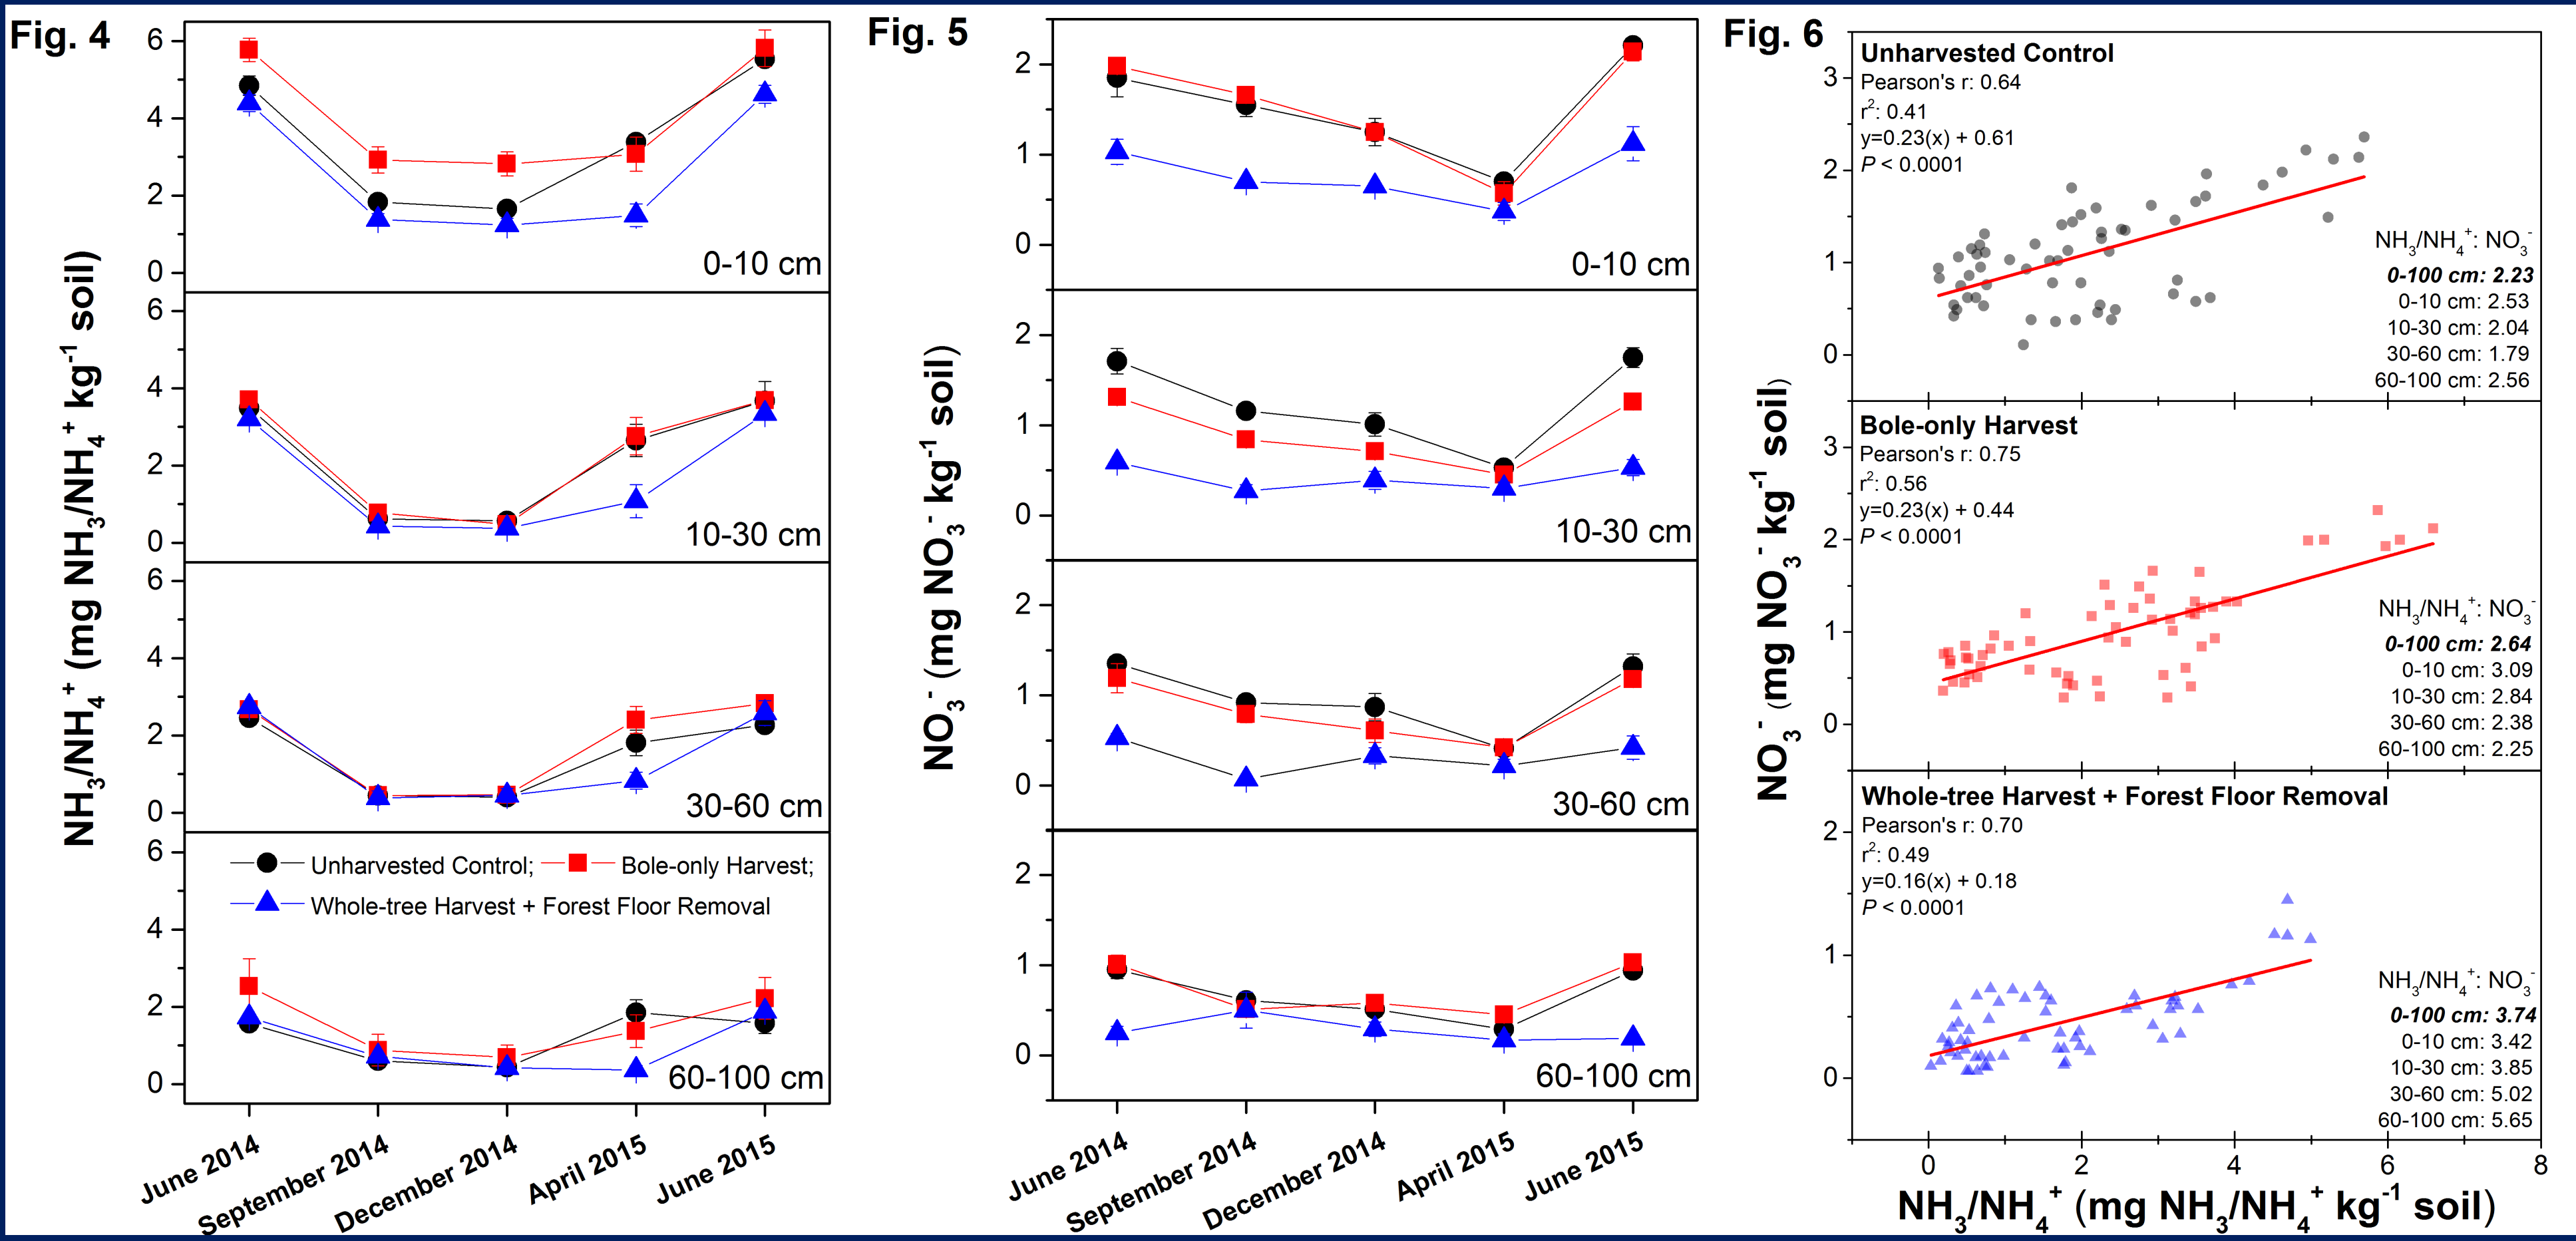 Fig. 4
NH3/NH4+ (mg NH3/NH4+ kg-1 soil)
6
4
2
0
0-10 cm
6
4
2
0
10-30 cm
6
4
2
0
30-60 cm
6
4
2
0
Unharvested Control; Bole-only Harvest;
Whole-tree Harvest + Forest Floor Removal
60-100 cm
June 2014
September 2014
December 2014
April 2015
June 2015
Fig. 5
NO3- (mg NO3- kg-1 soil)
2
1
0
0-10 cm
2
1
0
10-30 cm
2
1
0
30-60 cm
2
1
0
60-100 cm
June 2014
September 2014
December 2014
April 2015
June 2015
Fig. 6
NO3- (mg NO3- kg-1 soil)
Unharvested Control
Pearson's r: 0.64
r2: 0.41
y=0.23(x) + 0.61
P < 0.0001
3
2
1
0
NH3/NH4+: NO3-
0-100 cm: 2.23
0-10 cm: 2.53
10-30 cm: 2.04
30-60 cm: 1.79
60-100 cm: 2.56
Bole-only Harvest
Pearson's r: 0.75
r2: 0.56
y=0.23(x) + 0.44
P < 0.0001
3
2
1
0
NH3/NH4+: NO3-
0-100 cm: 2.64
0-10 cm: 3.09
10-30 cm: 2.84
30-60 cm: 2.38
60-100 cm: 2.25
Whole-tree Harvest + Forest Floor Removal
Pearson's r: 0.70
r2: 0.49
y=0.16(x) + 0.18
P < 0.0001
2
1
0
NH3/NH4+: NO3-
0-100 cm: 3.74
0-10 cm: 3.42
10-30 cm: 3.85
30-60 cm: 5.02
60-100 cm: 5.65
0 2 4 6 8
NH3/NH4+ (mg NH3/NH4+ kg-1 soil)